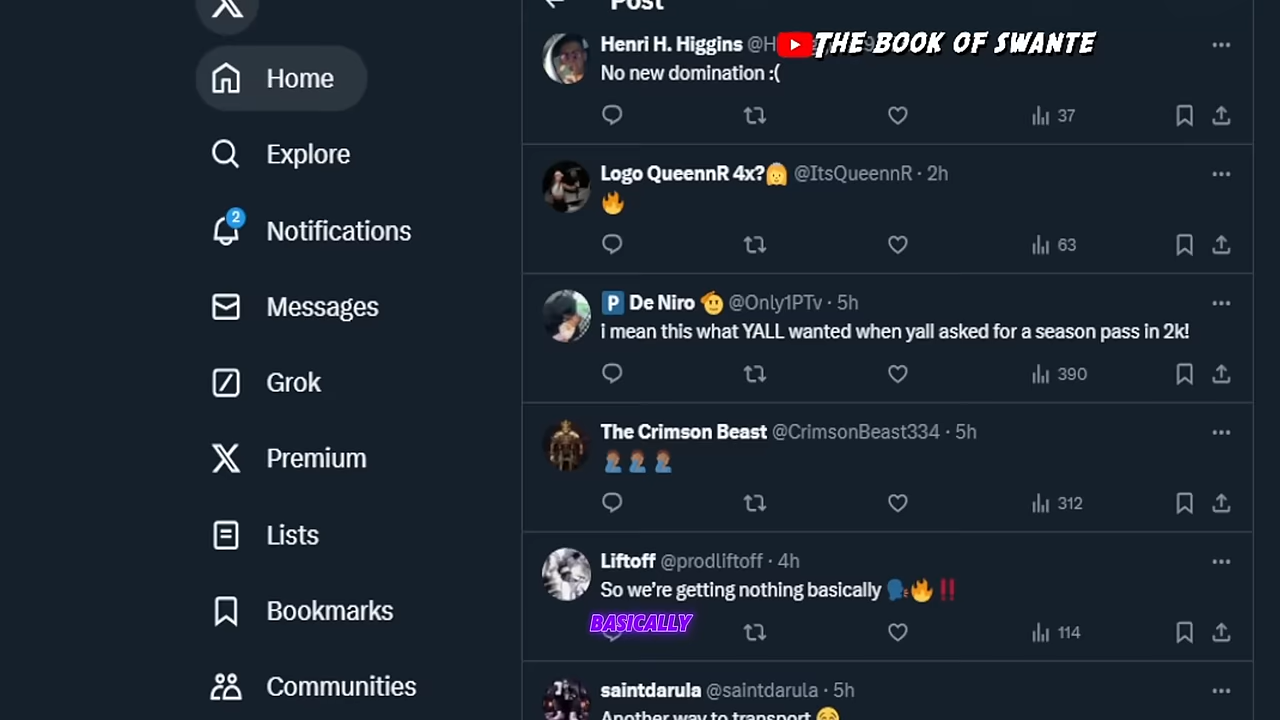 Post
Henri H. Higgins @H
THE BOOK OF SWANTE
No new domination :(
37
Home
Explore
Logo QueennR 4x?👩‍🦳 @ItsQueennR · 2h
🔥
63
2
Notifications
Messages
🅿️ De Niro 🫡 @Only1PTv · 5h
i mean this what YALL wanted when yall asked for a season pass in 2k!
390
Grok
The Crimson Beast @CrimsonBeast334 · 5h
🤦🏾‍♂️🤦🏾‍♂️🤦🏾‍♂️
312
Premium
Lists
Liftoff @prodliftoff · 4h
So we're getting nothing basically 🗣️🔥‼️
BASICALLY
114
Bookmarks
Communities
saintdarula @saintdarula · 5h
Another way to transport 😂